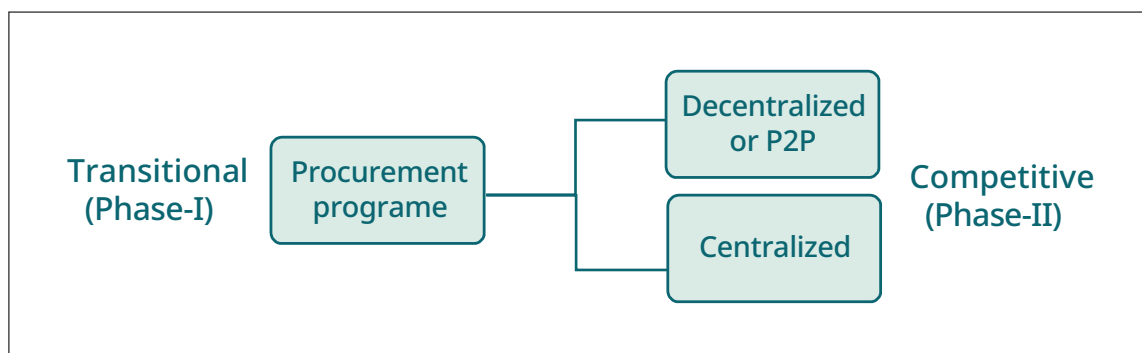 Transitional
(Phase-I)
Procurement
programe
Decentralized
or P2P
Centralized
Competitive
(Phase-II)